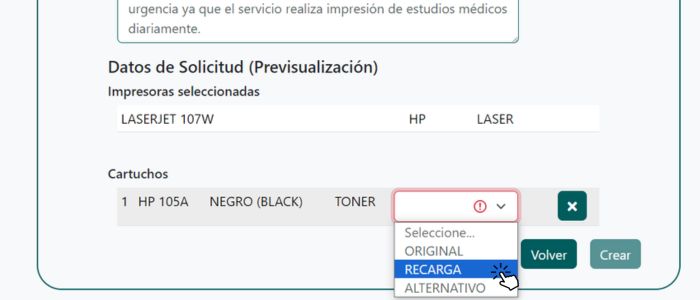 urgencia ya que el servicio realiza impresión de estudios médicos
diariamente.
Datos de Solicitud (Previsualización)
Impresoras seleccionadas
LASERJET 107W HP LASER
Cartuchos
1 HP 105A NEGRO (BLACK) TONER
Seleccione...
ORIGINAL
RECARGA
ALTERNATIVO
Volver Crear